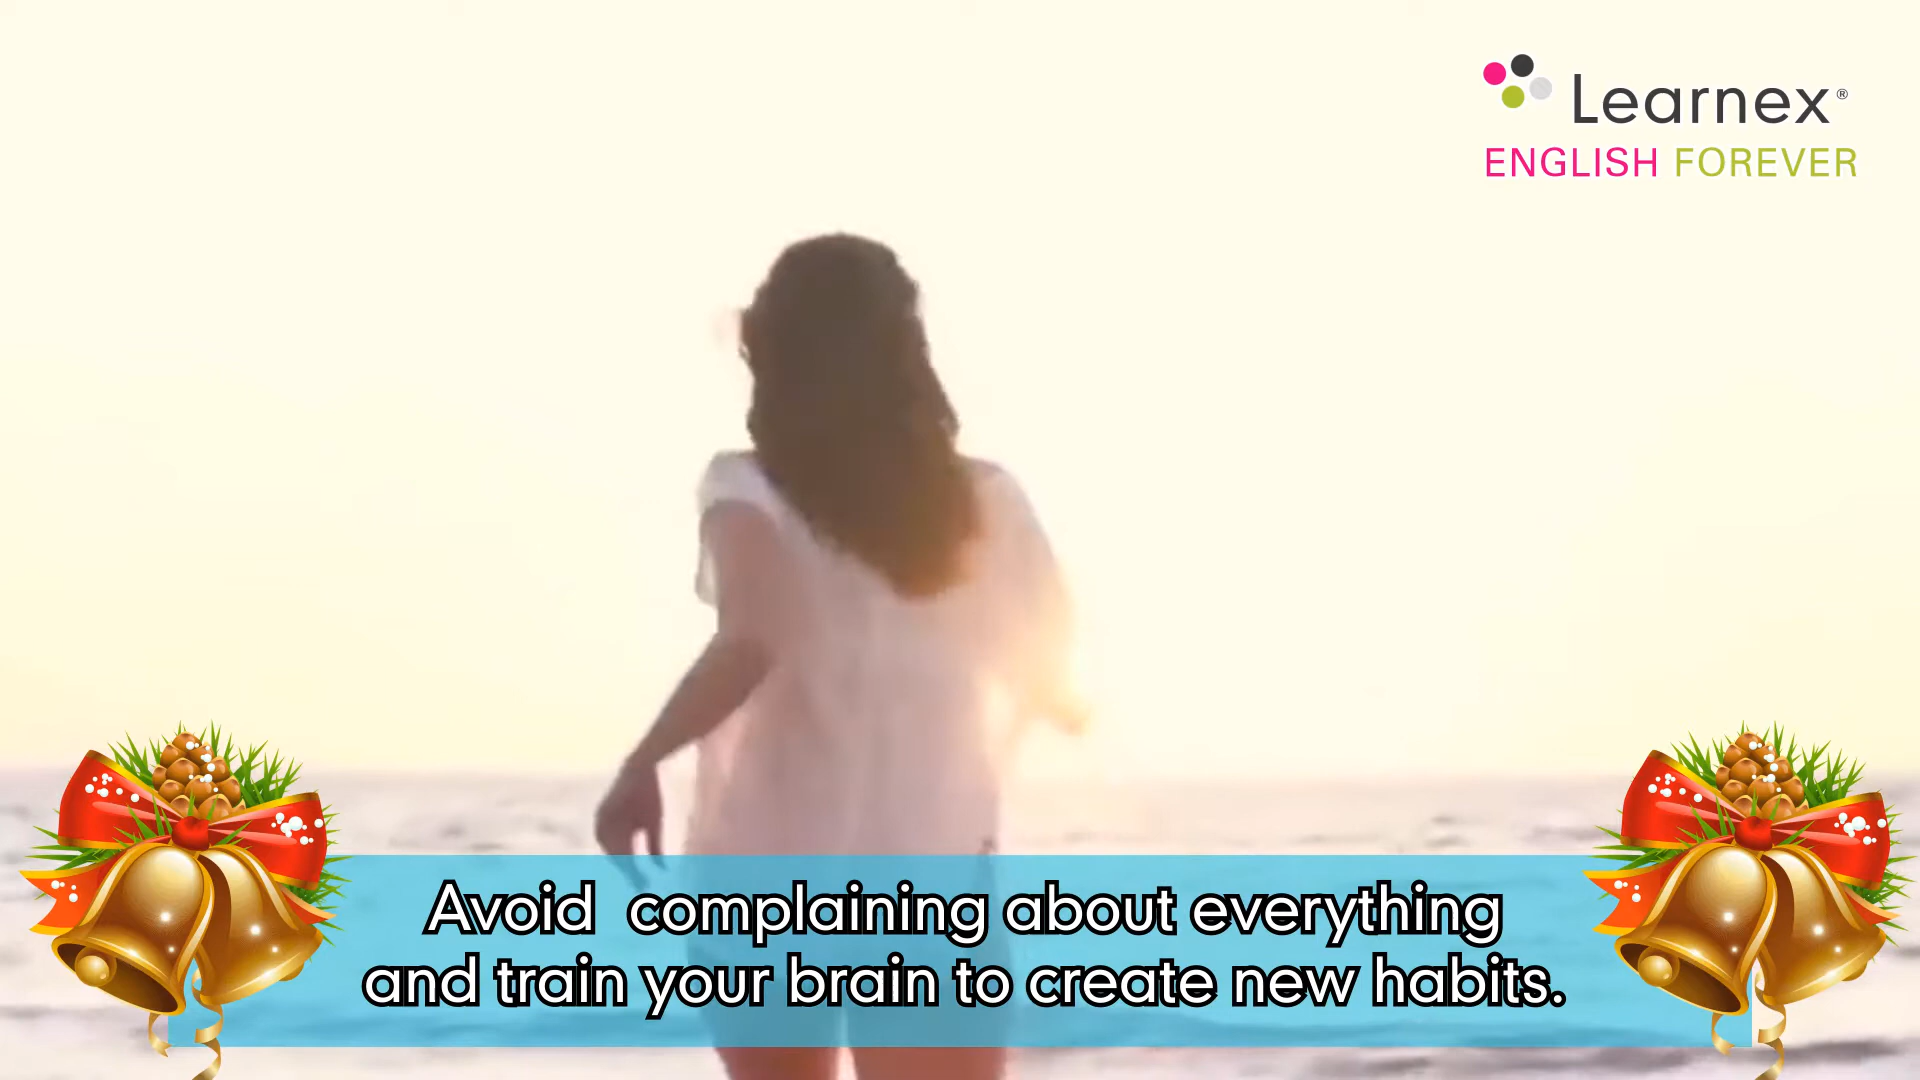 Learnex®
ENGLISH FOREVER
Avoid complaining about everything
and train your brain to create new habits.